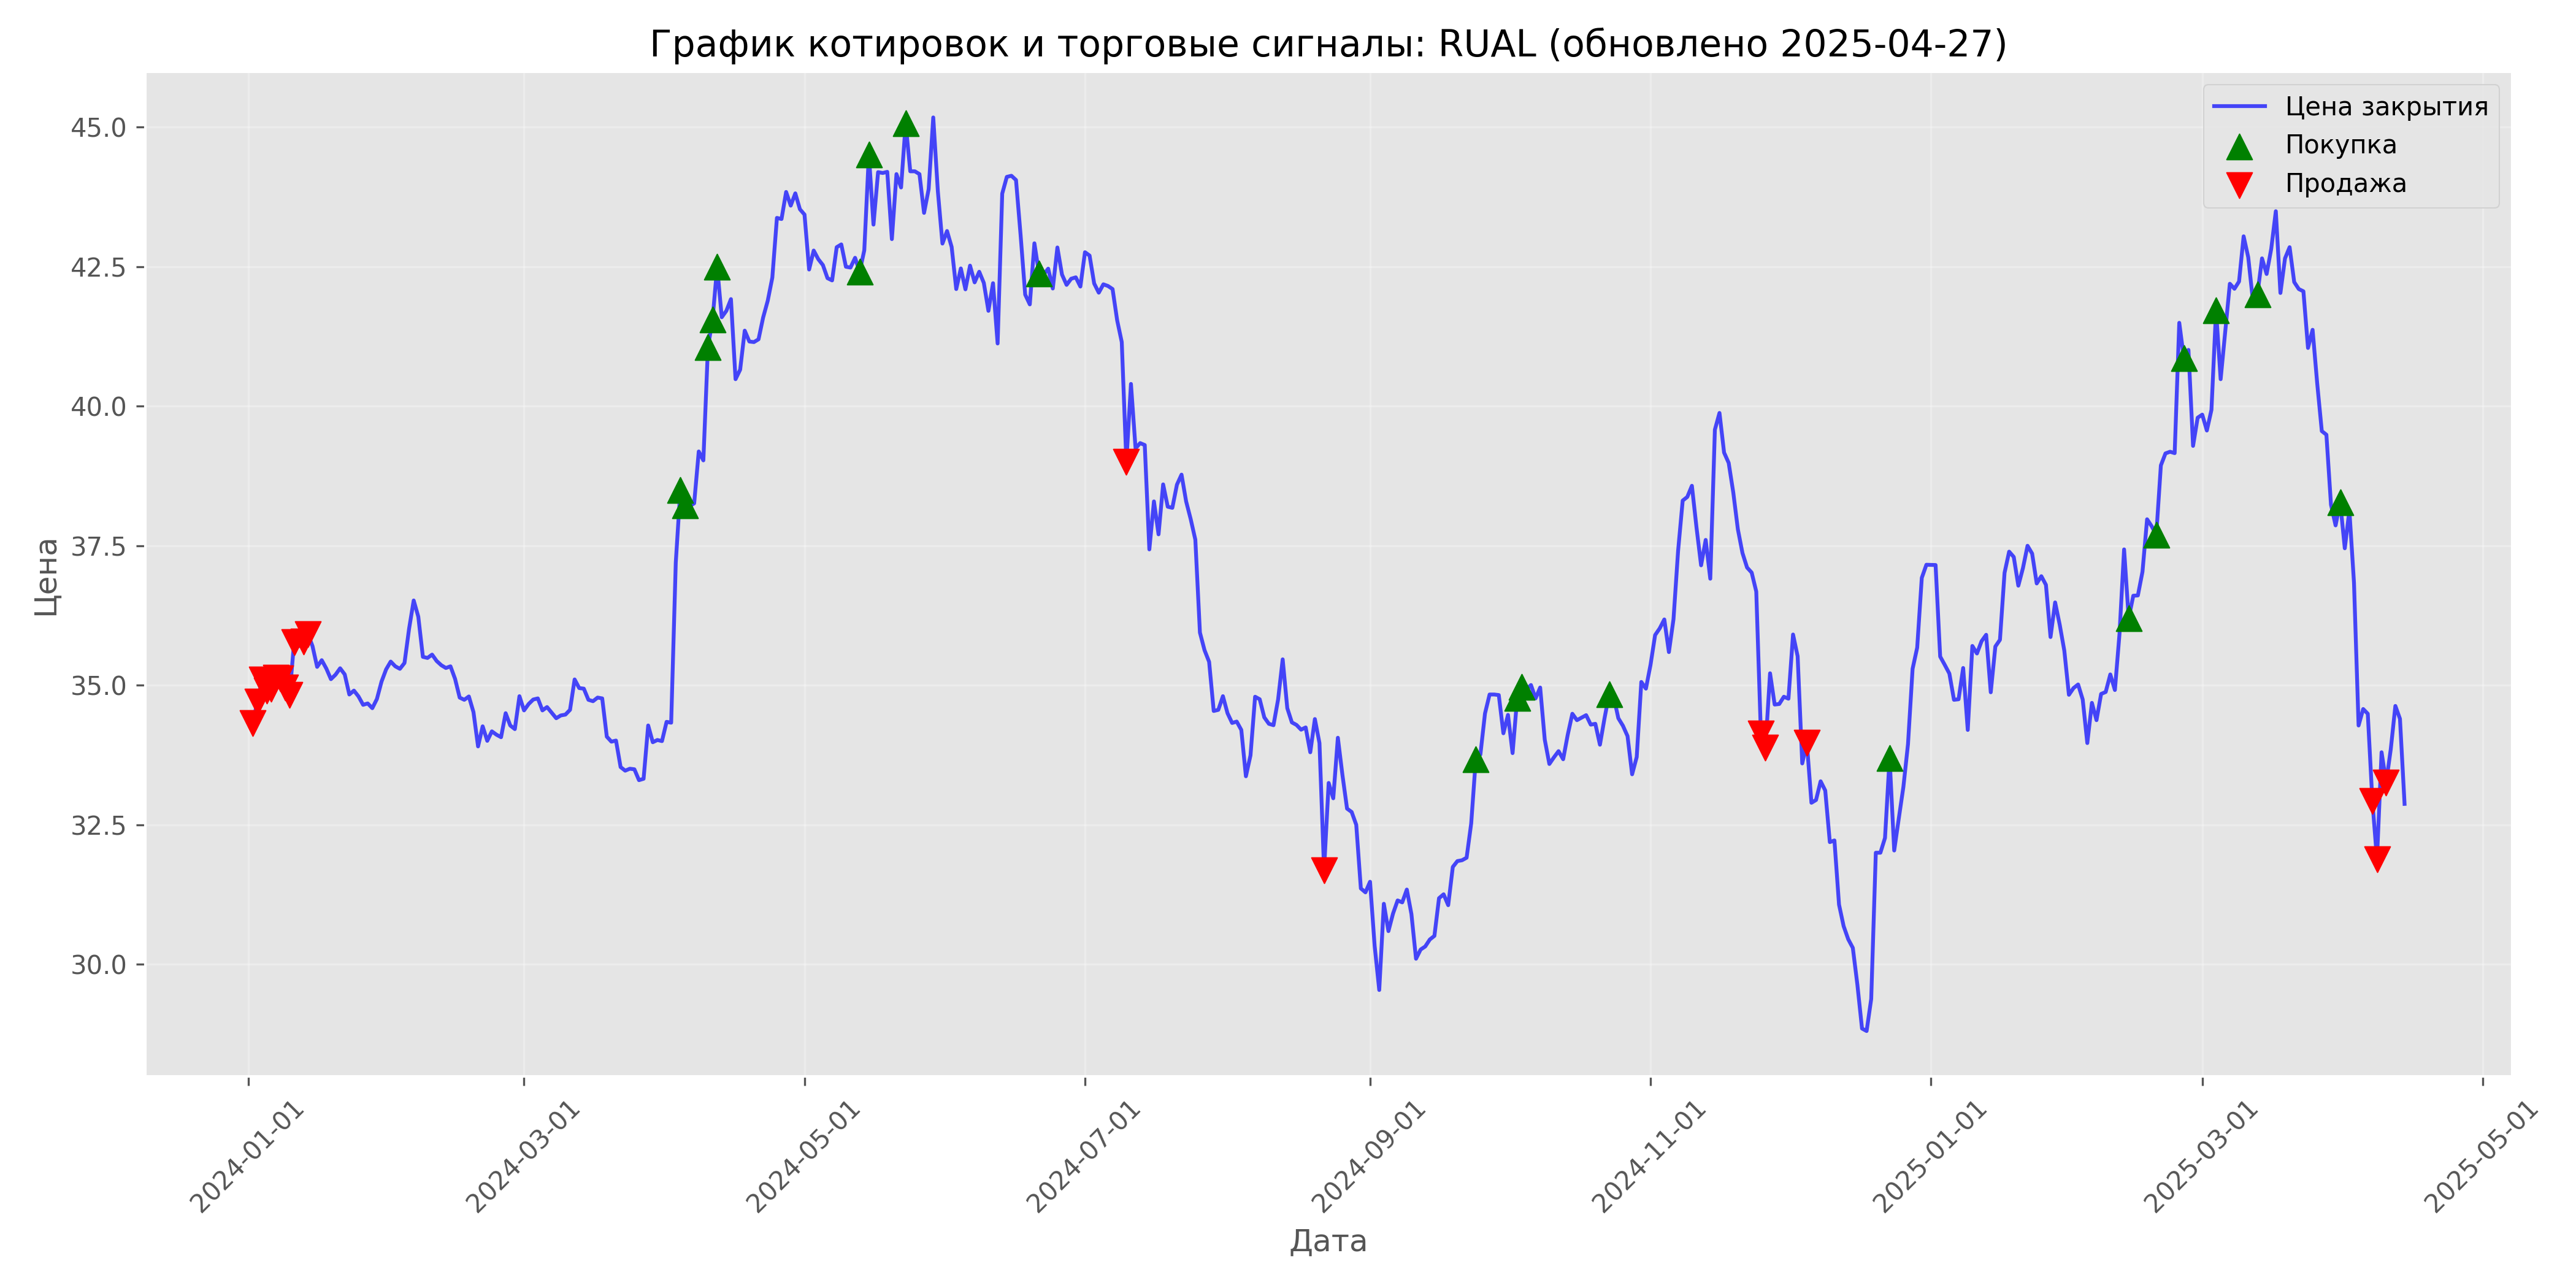 График котировок и торговые сигналы: RUAL (обновлено 2025-04-27)
Цена закрытия
Покупка
Продажа
Цена
45.0
42.5
40.0
37.5
35.0
32.5
30.0
2024-01-01
2024-03-01
2024-05-01
2024-07-01
2024-09-01
2024-11-01
2025-01-01
2025-03-01
2025-05-01
Дата